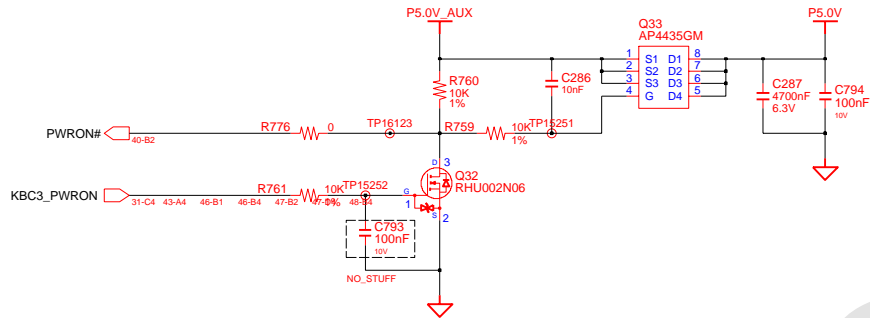 P5.0V_AUX
P5.0V
Q33
AP4435GM
1 S1 D1 8
2 S2 D2 7
3 S3 D3 6
4 G D4 5
R760
10K
1%
C286
10nF
C287
4700nF
6.3V
C794
100nF
10V
PWRON#
40-B2
R776 0
TP16123
R759 10K
1%
TP15251
D 3
Q32
RHU002N06
KBC3_PWRON
31-C4 43-A4 46-B1 46-B4 47-B2 47-D1 48-B4
R761 10K
1%
TP15252
G
1
S
2
C793
100nF
10V
NO_STUFF